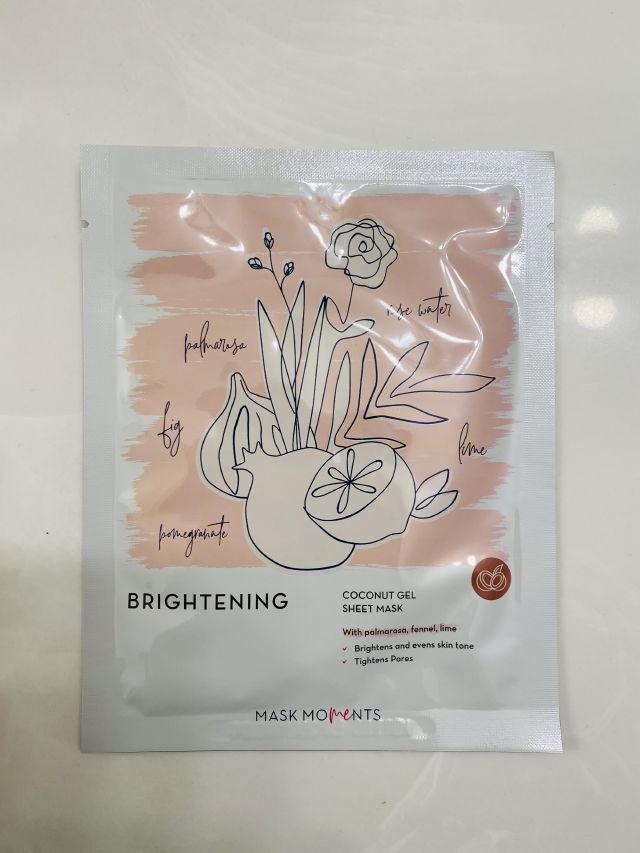 rose water
palmarosa
fig
lime
pomegranate
BRIGHTENING
COCONUT GEL
SHEET MASK
With palmarosa, fennel, lime
✓ Brightens and evens skin tone
✓ Tightens Pores
MASK MOmeNTS